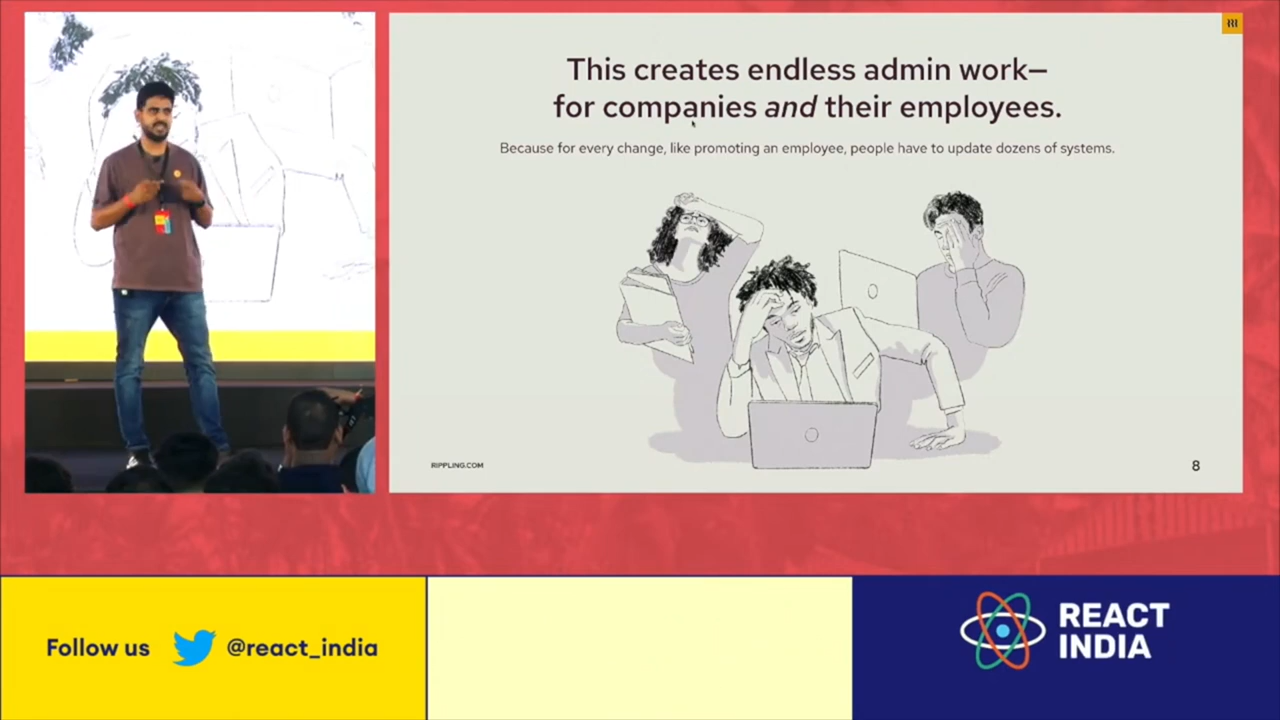 This creates endless admin work—
for companies and their employees.
Because for every change, like promoting an employee, people have to update dozens of systems.
RIPPLING.COM
8
Follow us
@react_india
REACT
INDIA